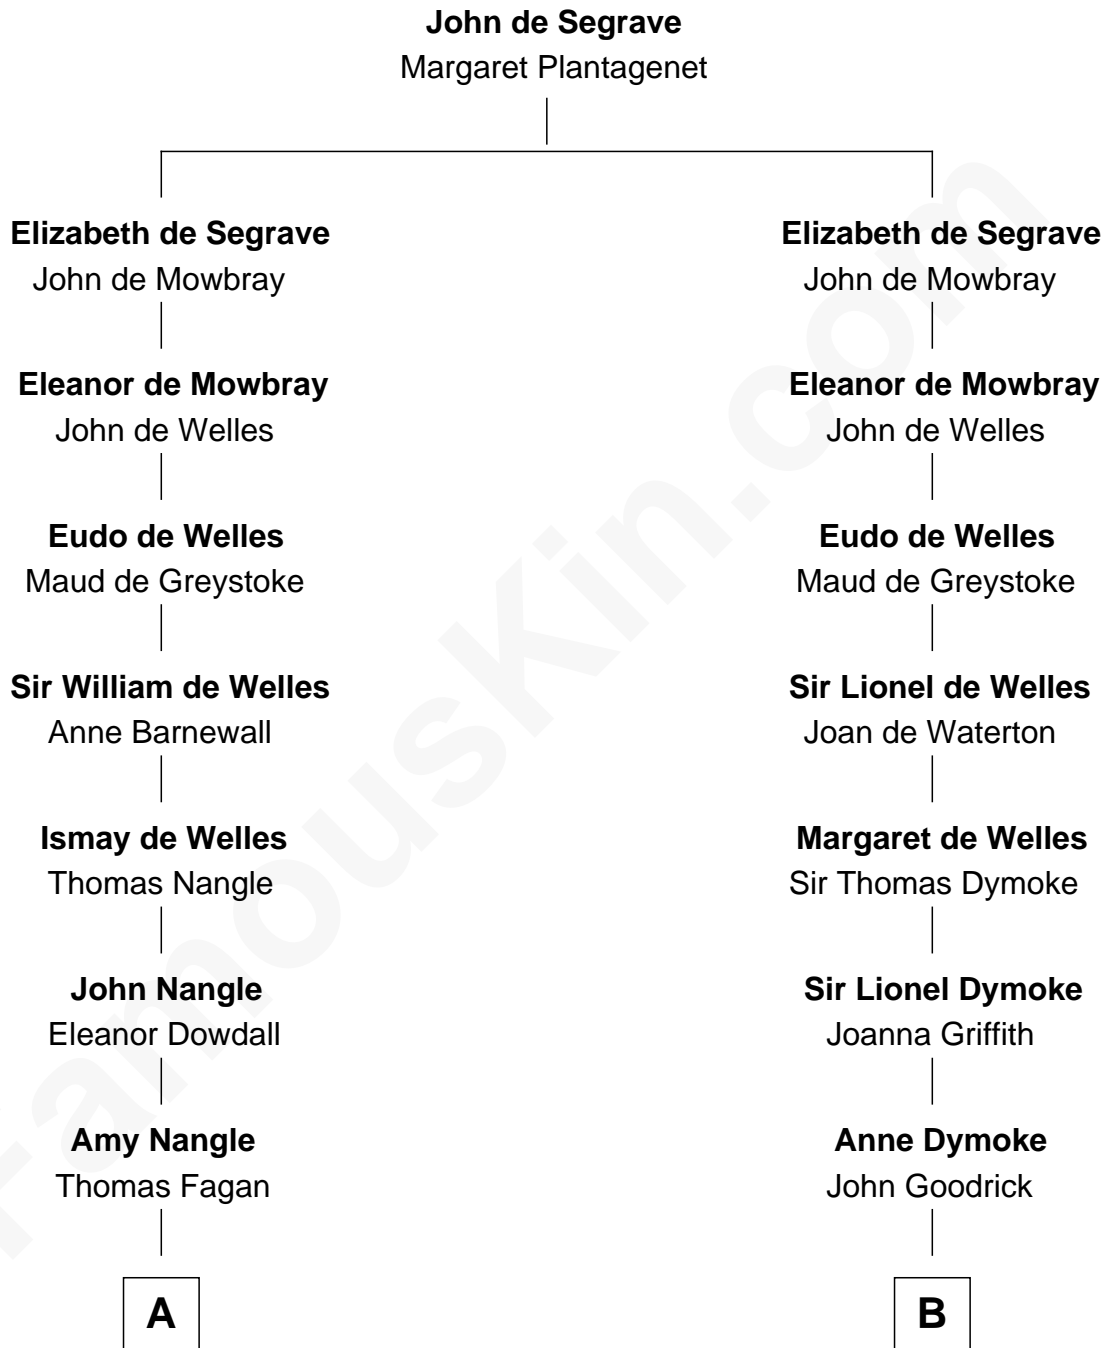 John de Segrave
Margaret Plantagenet
Elizabeth de Segrave
John de Mowbray
Eleanor de Mowbray
John de Welles
Eudo de Welles
Maud de Greystoke
Sir William de Welles
Anne Barnewall
Ismay de Welles
Thomas Nangle
John Nangle
Eleanor Dowdall
Amy Nangle
Thomas Fagan
A
Elizabeth de Segrave
John de Mowbray
Eleanor de Mowbray
John de Welles
Eudo de Welles
Maud de Greystoke
Sir Lionel de Welles
Joan de Waterton
Margaret de Welles
Sir Thomas Dymoke
Sir Lionel Dymoke
Joanna Griffith
Anne Dymoke
John Goodrick
B
FamousKin.com